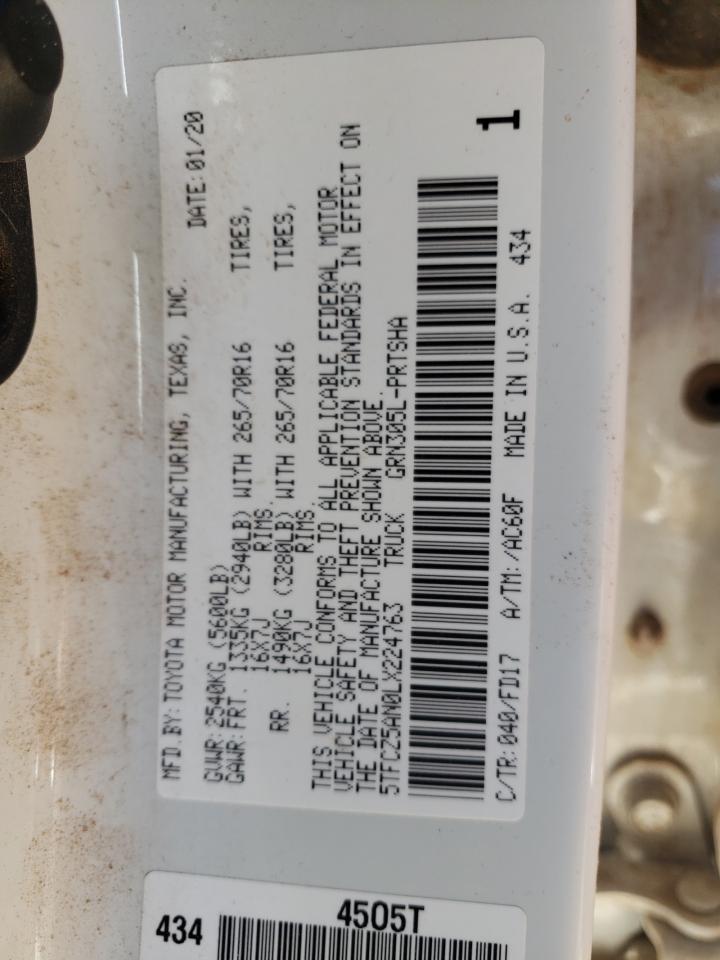 MFD.BY: TOYOTA MOTOR MANUFACTURING, TEXAS, INC.
DATE: 01/20
GVWR: 2540KG (5600LB)
GAWR: FRT. 1335KG (2940LB) WITH 265/70R16 TIRES,
16X7J RIMS.
RR. 1490KG (3280LB) WITH 265/70R16 TIRES,
16X7J RIMS
THIS VEHICLE CONFORMS TO ALL APPLICABLE FEDERAL MOTOR
VEHICLE SAFETY AND THEFT PREVENTION STANDARDS IN EFFECT ON
THE DATE OF MANUFACTURE SHOWN ABOVE.
5TFCZ5AN0LX224763 TRUCK GRN305L-PRTSHA
1
C/TR: 040/FD17 A/TM: /AC60F MADE IN U.S.A. 434
434
4505T